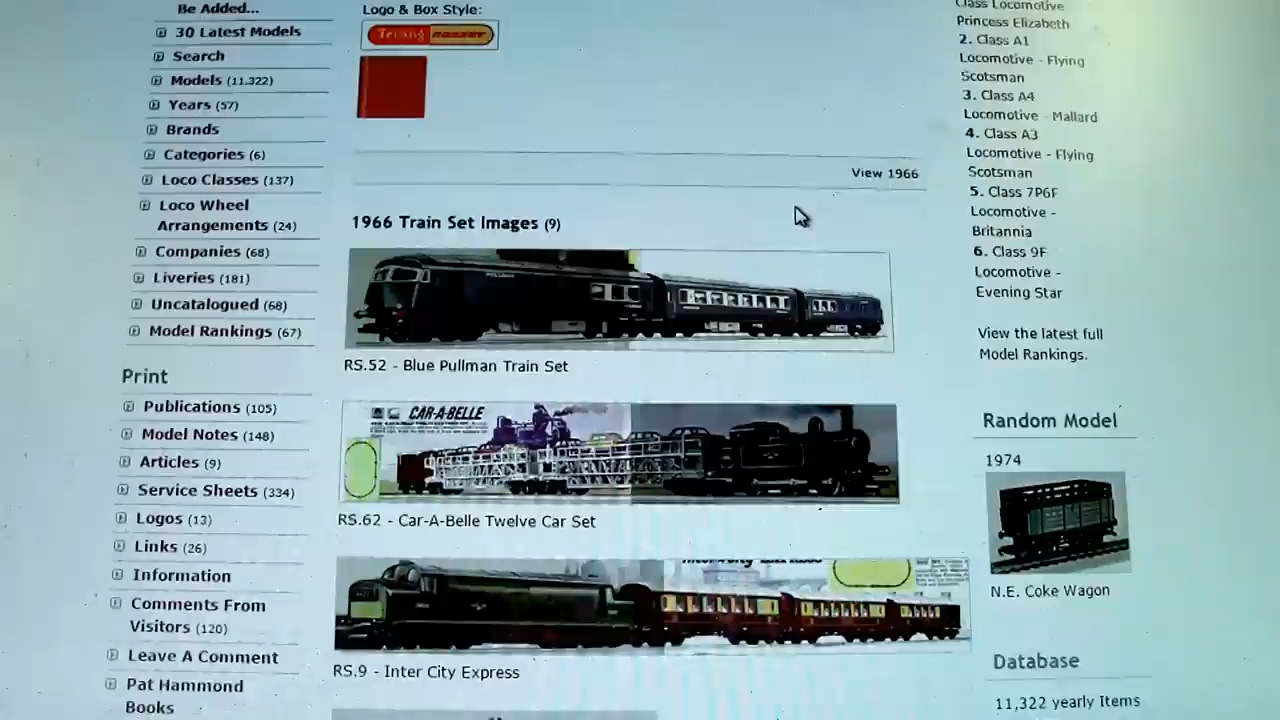 Be Added...
30 Latest Models
Search
Models (11.322)
Years (57)
Brands
Categories (6)
Loco Classes (137)
Loco Wheel
Arrangements (24)
Companies (68)
Liveries (181)
Uncatalogued (68)
Model Rankings (67)
Print
Publications (105)
Model Notes (148)
Articles (9)
Service Sheets (334)
Logos (13)
Links (26)
Information
Comments From
Visitors (120)
Leave A Comment
Pat Hammond
Books
Logo & Box Style:
Tri-ang HORNBY
View 1966
1966 Train Set Images (9)
RS.52 - Blue Pullman Train Set
CAR-A-BELLE
RS.62 - Car-A-Belle Twelve Car Set
RS.9 - Inter City Express
Class Locomotive
Princess Elizabeth
2. Class A1
Locomotive - Flying
Scotsman
3. Class A4
Locomotive - Mallard
4. Class A3
Locomotive - Flying
Scotsman
5. Class 7P6F
Locomotive -
Britannia
6. Class 9F
Locomotive -
Evening Star
View the latest full
Model Rankings.
Random Model
1974
N.E. Coke Wagon
Database
11,322 yearly Items